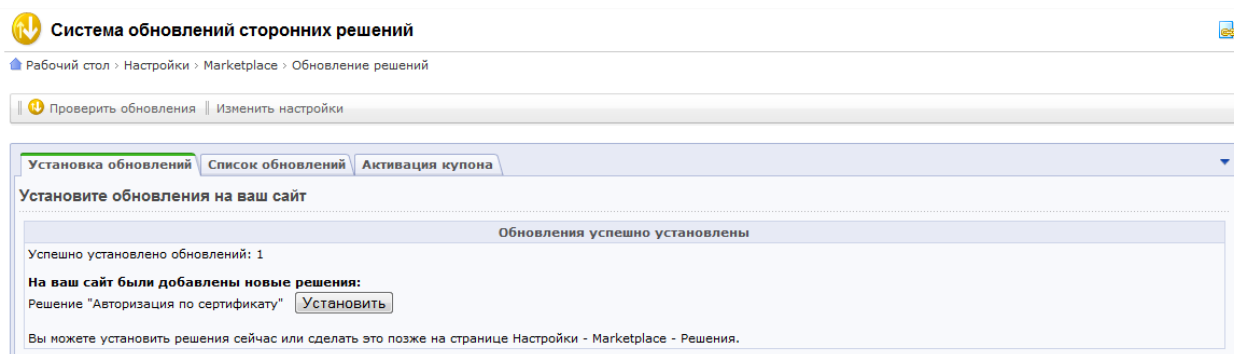 Система обновлений сторонних решений
Рабочий стол › Настройки › Marketplace › Обновление решений
Проверить обновления Изменить настройки
Установка обновлений Список обновлений Активация купона
Установите обновления на ваш сайт
Обновления успешно установлены
Успешно установлено обновлений: 1
На ваш сайт были добавлены новые решения:
Решение "Авторизация по сертификату" Установить
Вы можете установить решения сейчас или сделать это позже на странице Настройки - Marketplace - Решения.